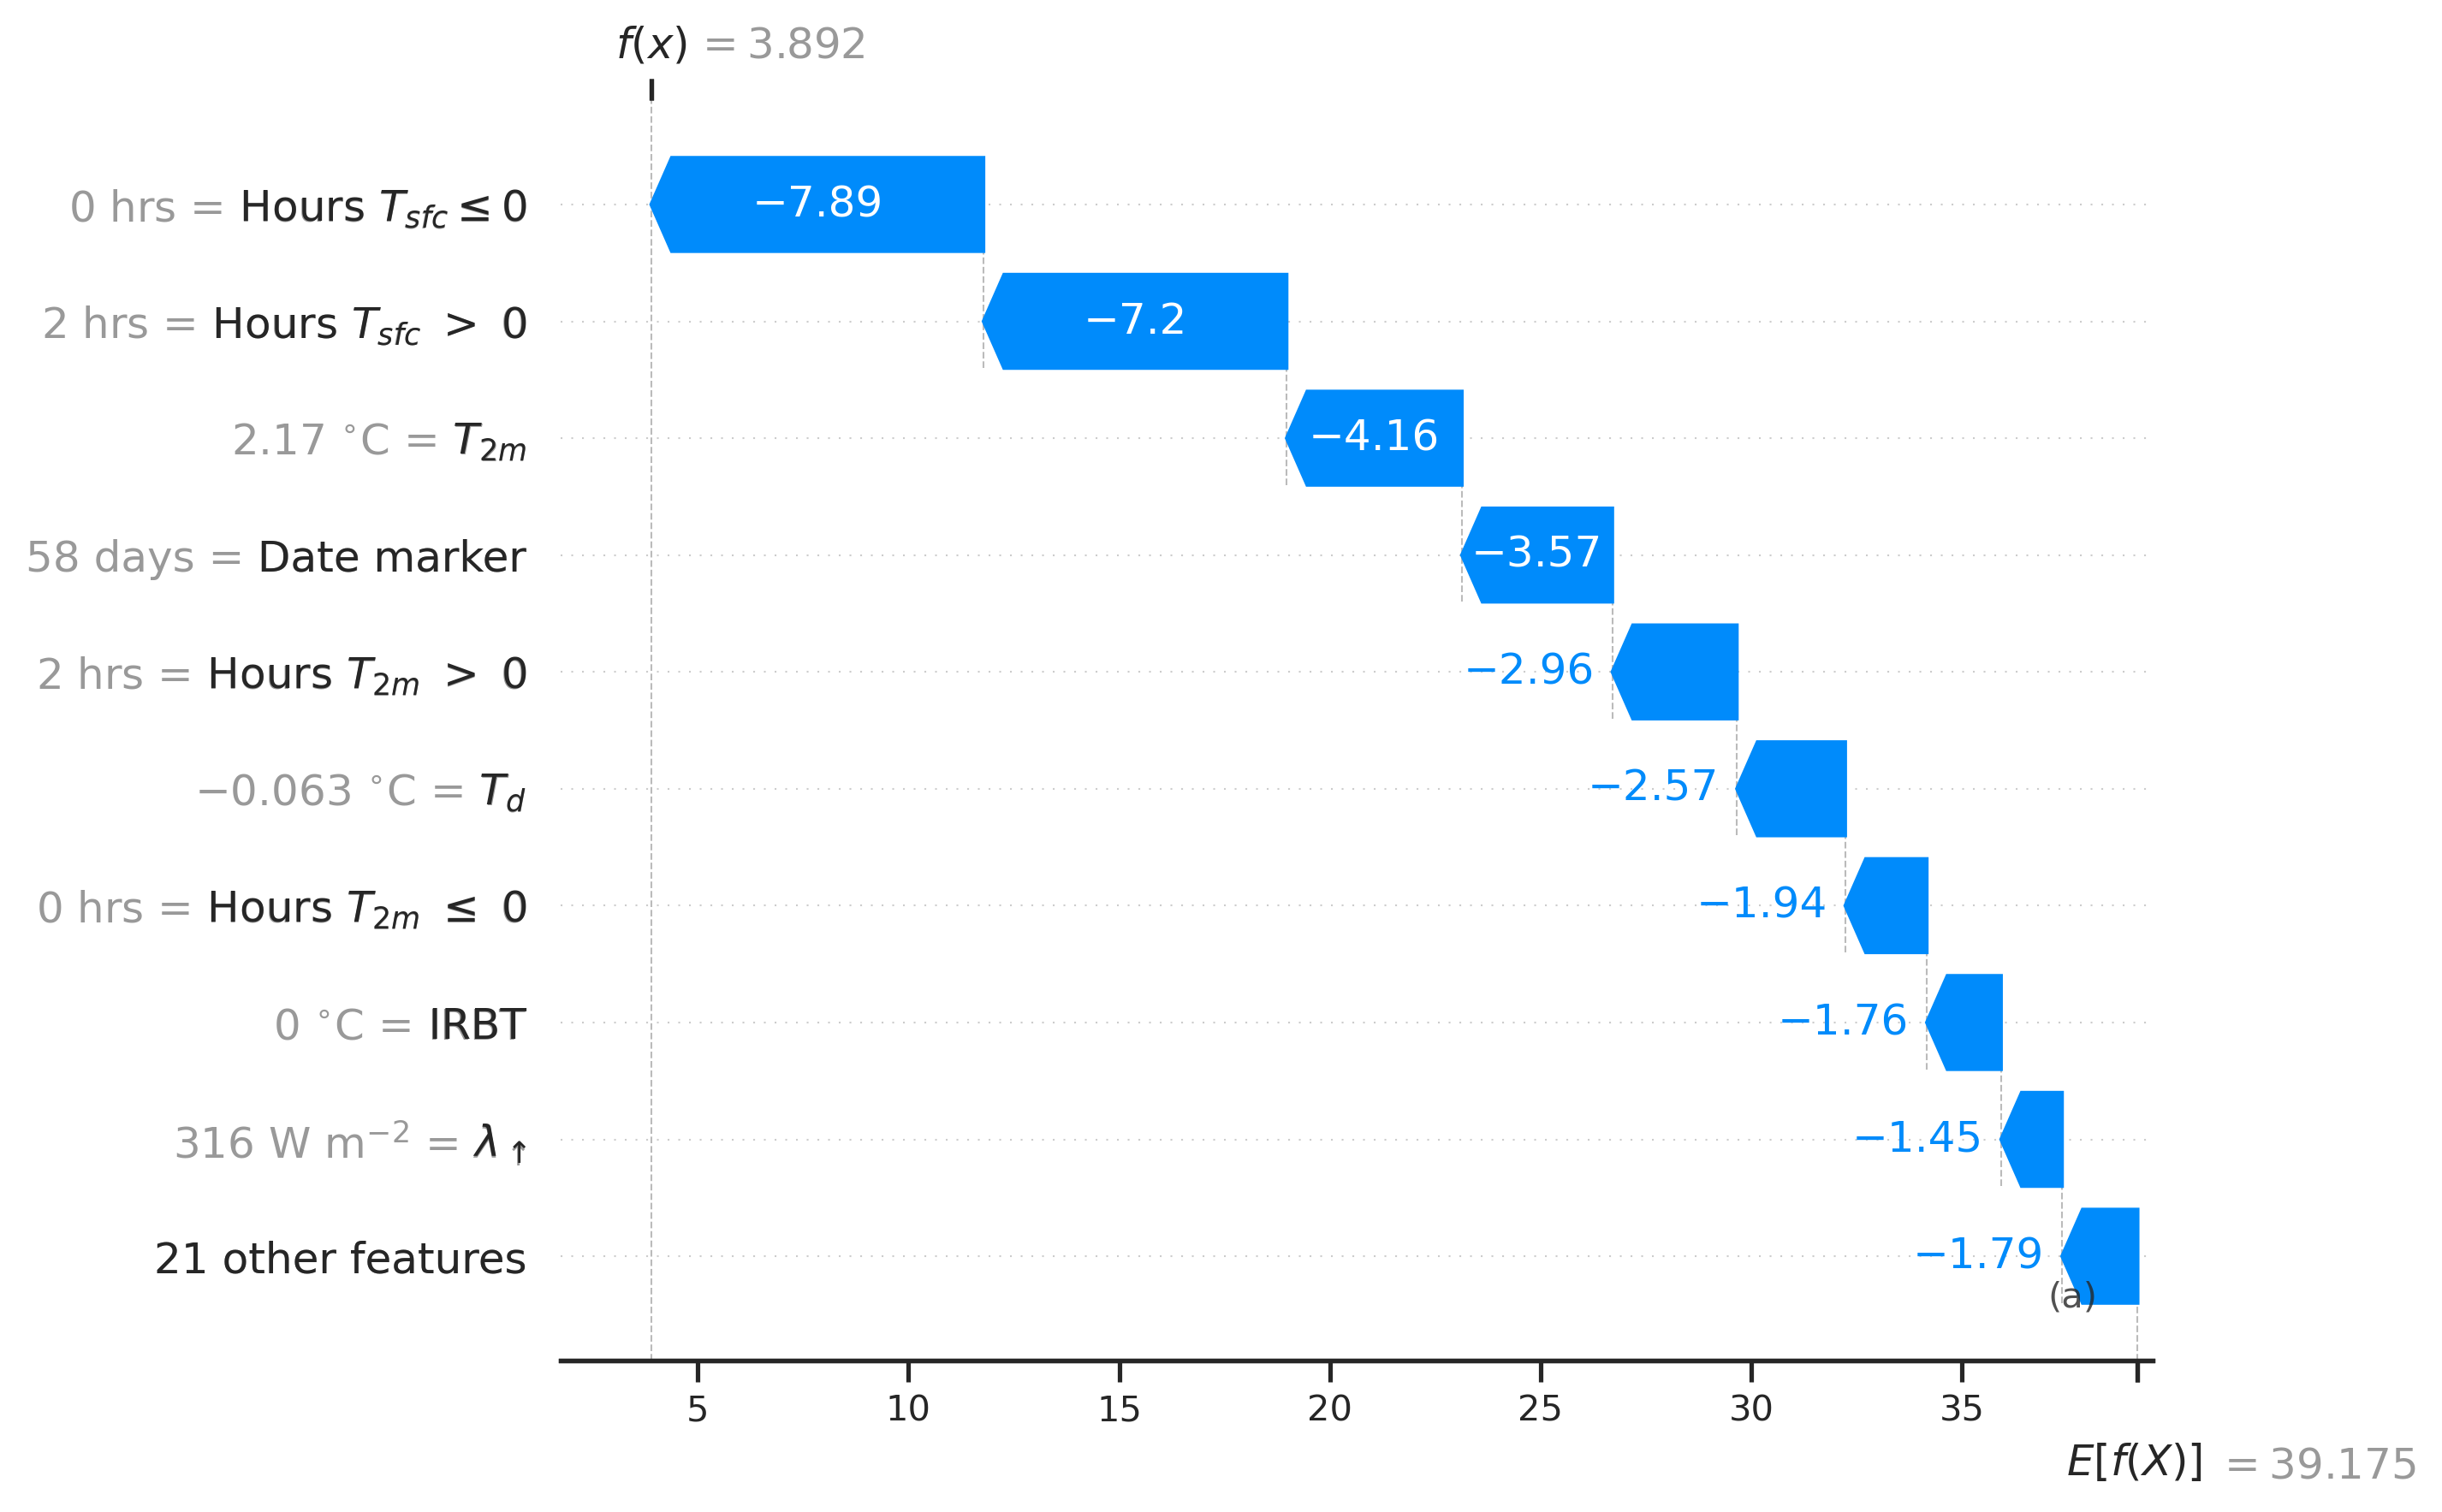 f(x) = 3.892
0 hrs = Hours T_sfc ≤ 0
−7.89
2 hrs = Hours T_sfc > 0
−7.2
2.17 °C = T_2m
−4.16
58 days = Date marker
−3.57
2 hrs = Hours T_2m > 0
−2.96
−0.063 °C = T_d
−2.57
0 hrs = Hours T_2m ≤ 0
−1.94
0 °C = IRBT
−1.76
316 W m⁻² = λ_↑
−1.45
21 other features
−1.79
(a)
5 10 15 20 25 30 35
E[f(X)] = 39.175